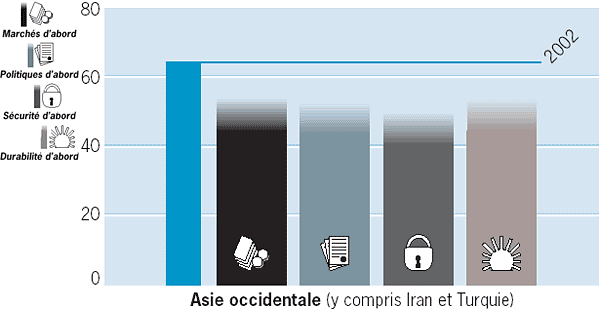 Marchés d'abord
Politiques d'abord
Sécurité d'abord
Durabilité d'abord
80
60
40
20
0
2002
Asie occidentale (y compris Iran et Turquie)